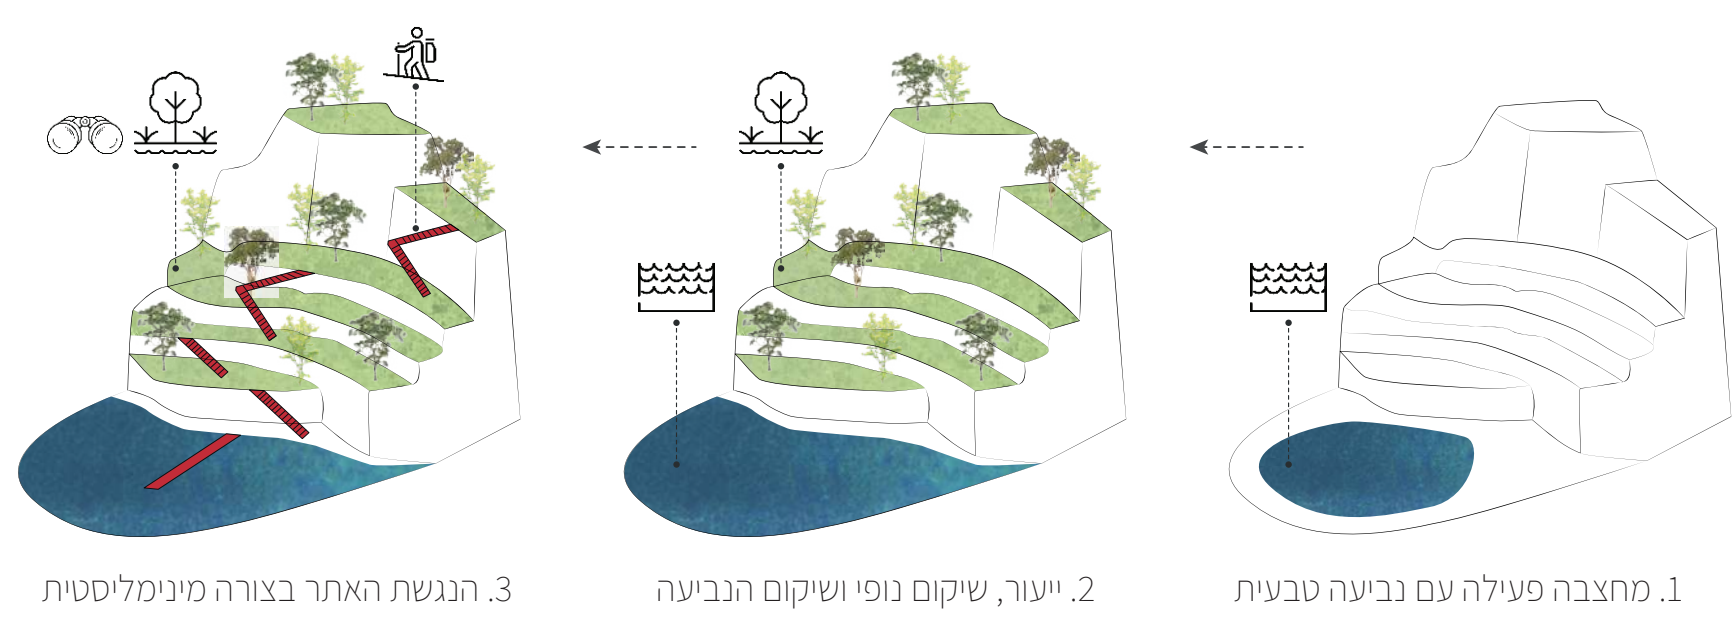 1. מחצבה פעילה עם נביעה טבעית
2. ייעור, שיקום נופי ושיקום הנביעה
3. הנגשת האתר בצורה מינימליסטית